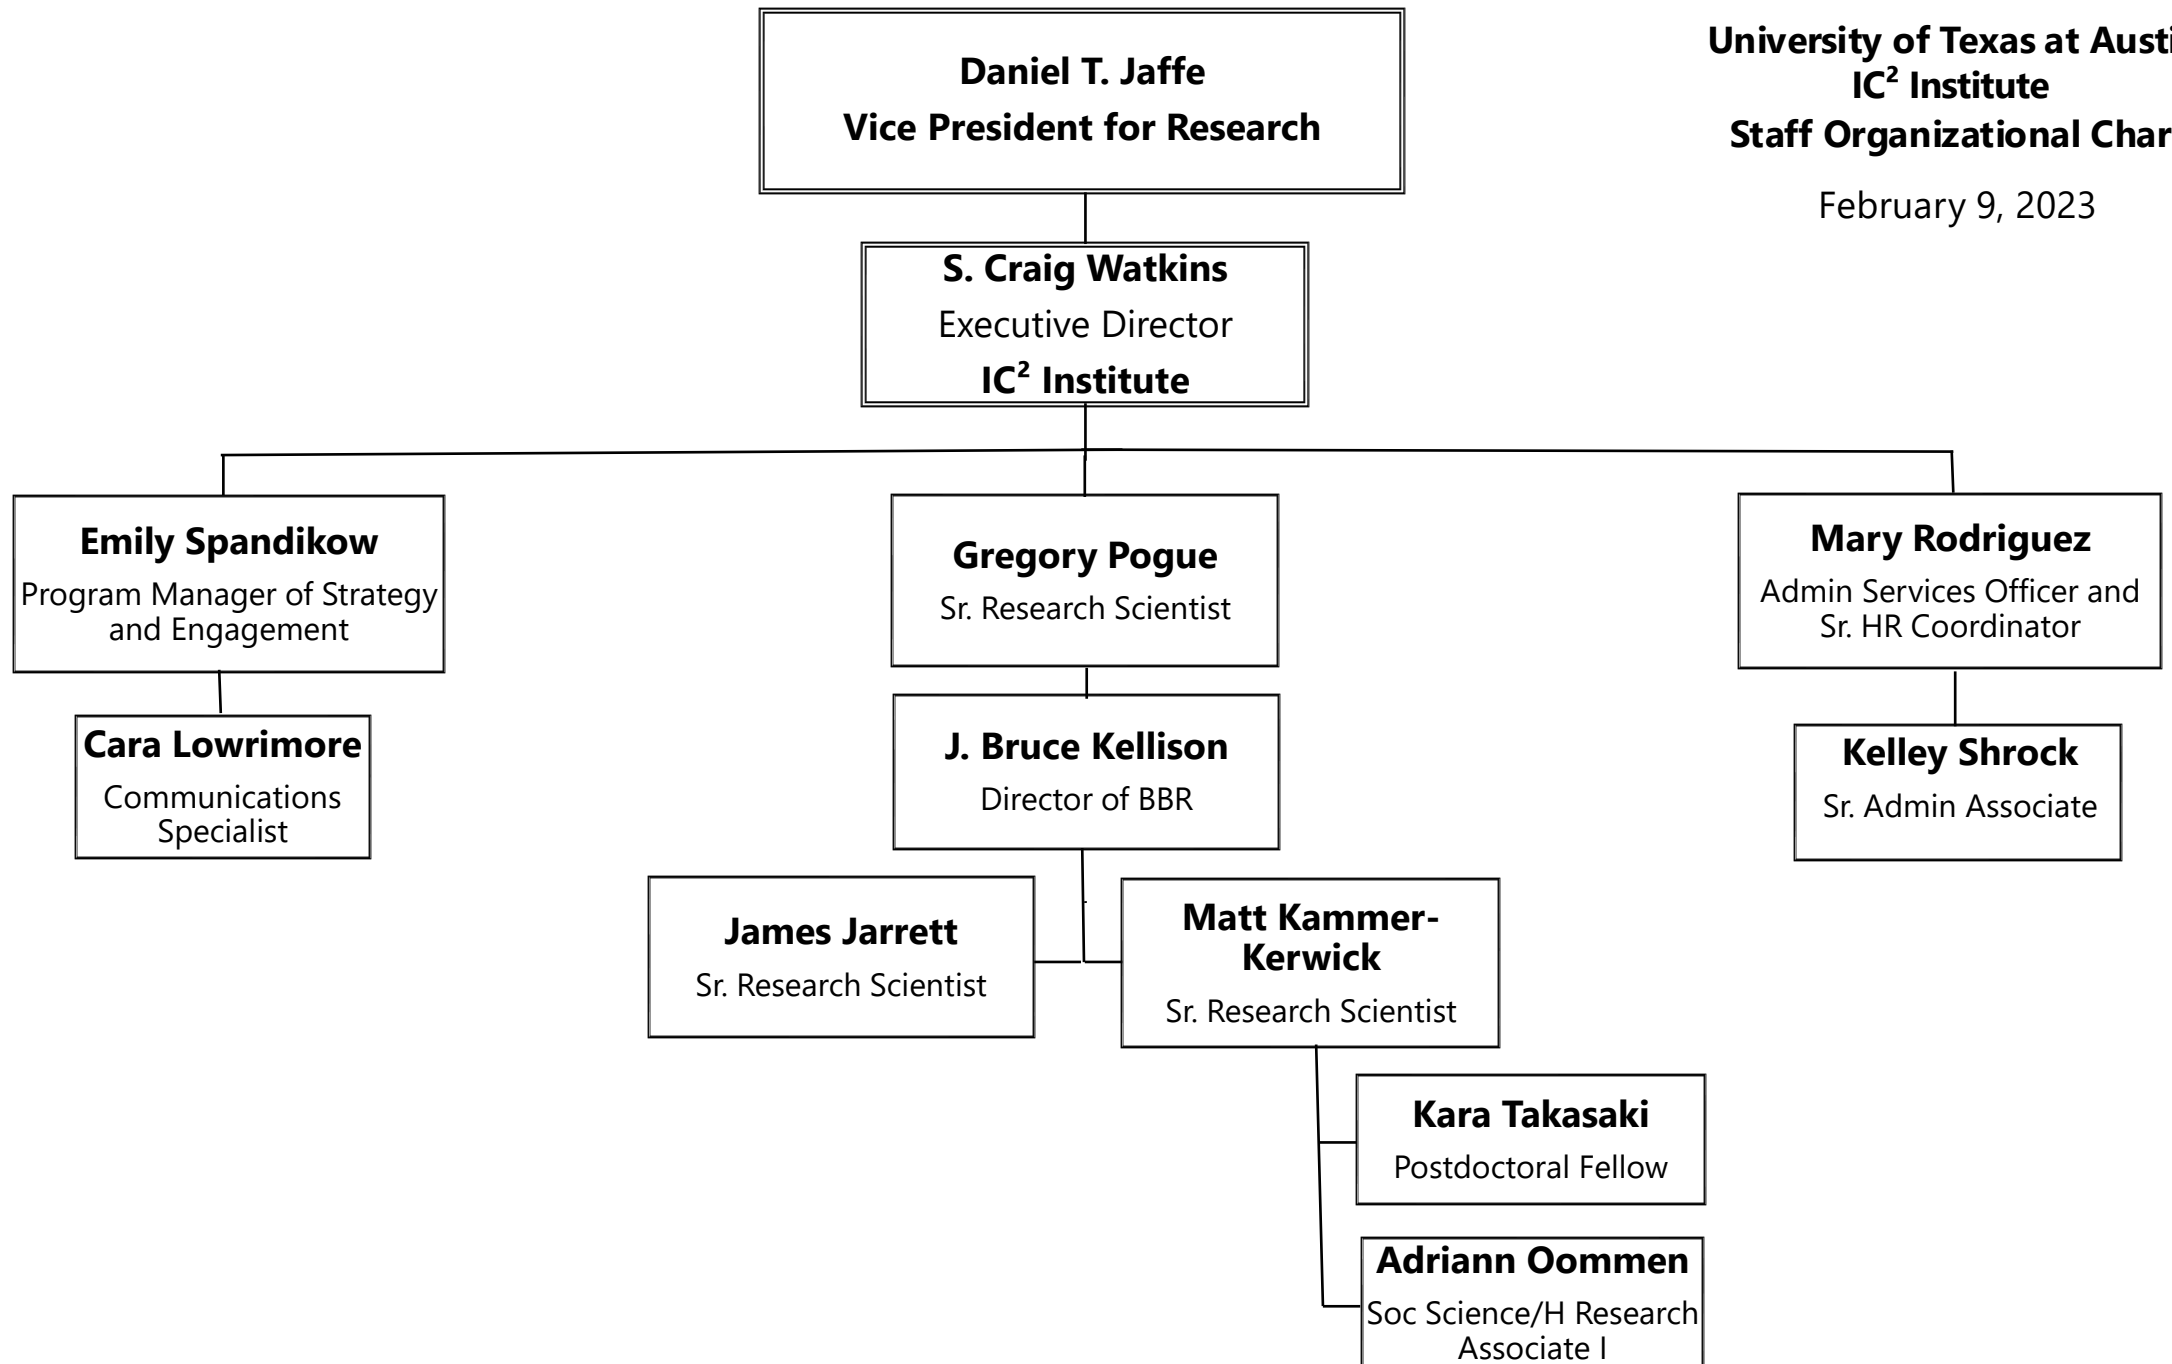 Daniel T. Jaffe
Vice President for Research
University of Texas at Austi
IC² Institute
Staff Organizational Char
February 9, 2023
S. Craig Watkins
Executive Director
IC² Institute
Emily Spandikow
Program Manager of Strategy
and Engagement
Gregory Pogue
Sr. Research Scientist
Mary Rodriguez
Admin Services Officer and
Sr. HR Coordinator
Cara Lowrimore
Communications
Specialist
J. Bruce Kellison
Director of BBR
Kelley Shrock
Sr. Admin Associate
James Jarrett
Sr. Research Scientist
Matt Kammer-
Kerwick
Sr. Research Scientist
Kara Takasaki
Postdoctoral Fellow
Adriann Oommen
Soc Science/H Research
Associate I